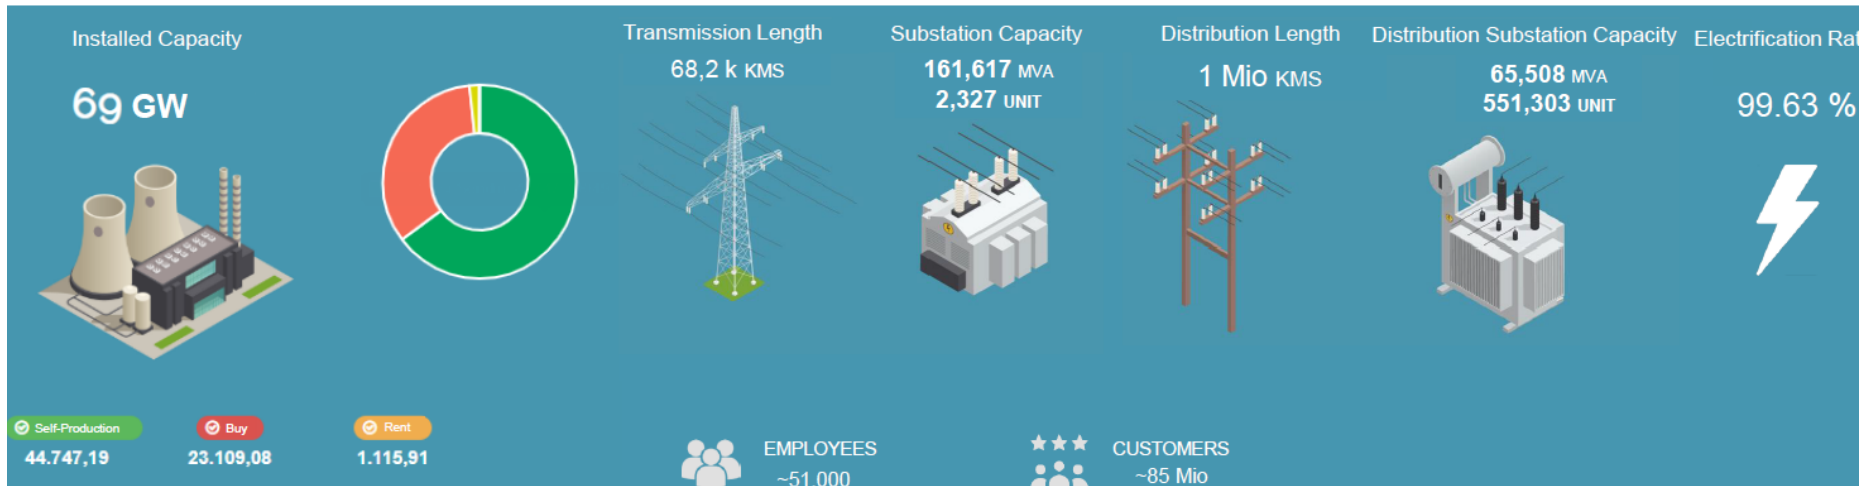 Installed Capacity
69 GW
Self-Production
44.747,19
Buy
23.109,08
Rent
1.115,91
Transmission Length
68,2 k KMS
Substation Capacity
161,617 MVA
2,327 UNIT
Distribution Length
1 Mio KMS
Distribution Substation Capacity
65,508 MVA
551,303 UNIT
Electrification Rat
99.63 %
EMPLOYEES
~51.000
CUSTOMERS
~85 Mio